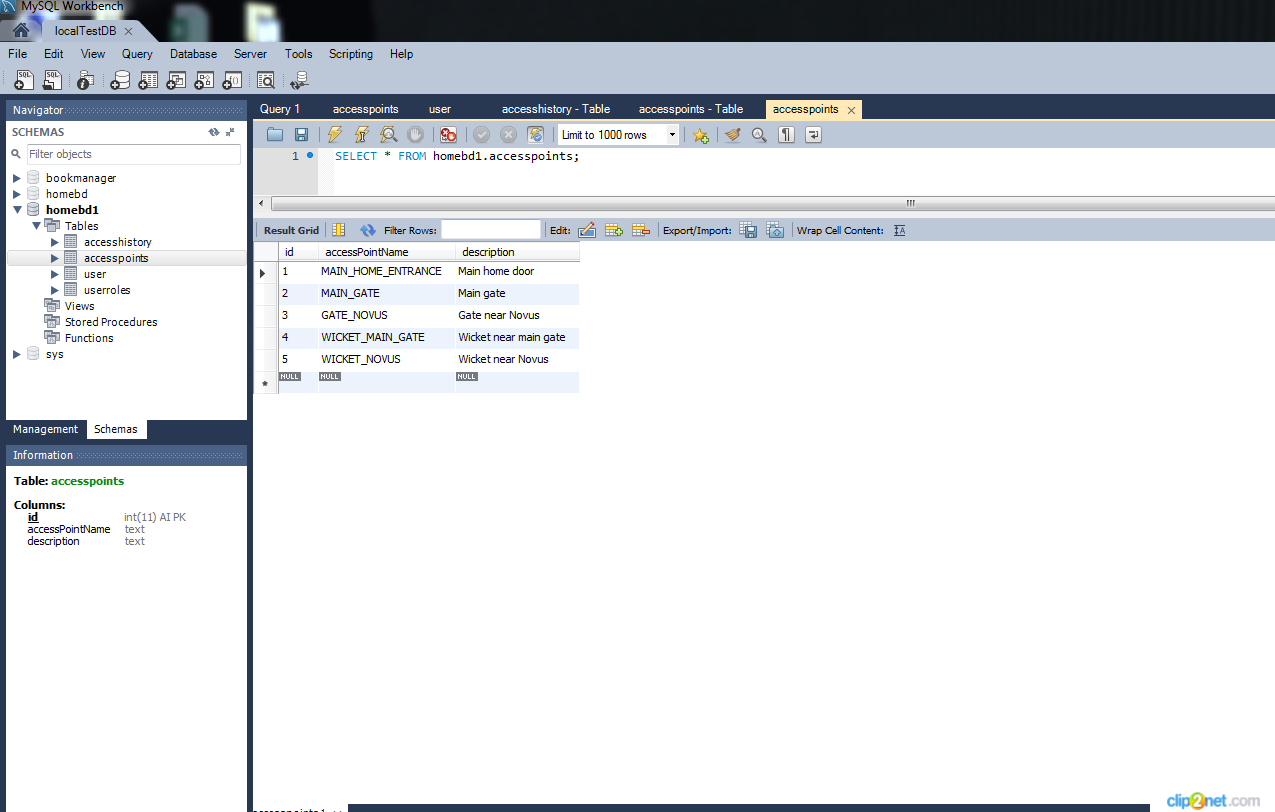 MySQL Workbench
localTestDB
File Edit View Query Database Server Tools Scripting Help
Navigator
SCHEMAS
Filter objects
bookmanager
homebd
homebd1
Tables
accesshistory
accesspoints
user
userroles
Views
Stored Procedures
Functions
sys
Management Schemas
Information
Table: accesspoints
Columns:
id int(11) AI PK
accessPointName text
description text
Query 1 accesspoints user accesshistory - Table accesspoints - Table accesspoints
Limit to 1000 rows
1 SELECT * FROM homebd1.accesspoints;
Result Grid Filter Rows: Edit: Export/Import: Wrap Cell Content:
id accessPointName description
1 MAIN_HOME_ENTRANCE Main home door
2 MAIN_GATE Main gate
3 GATE_NOVUS Gate near Novus
4 WICKET_MAIN_GATE Wicket near main gate
5 WICKET_NOVUS Wicket near Novus
* NULL NULL NULL
clip2net.com